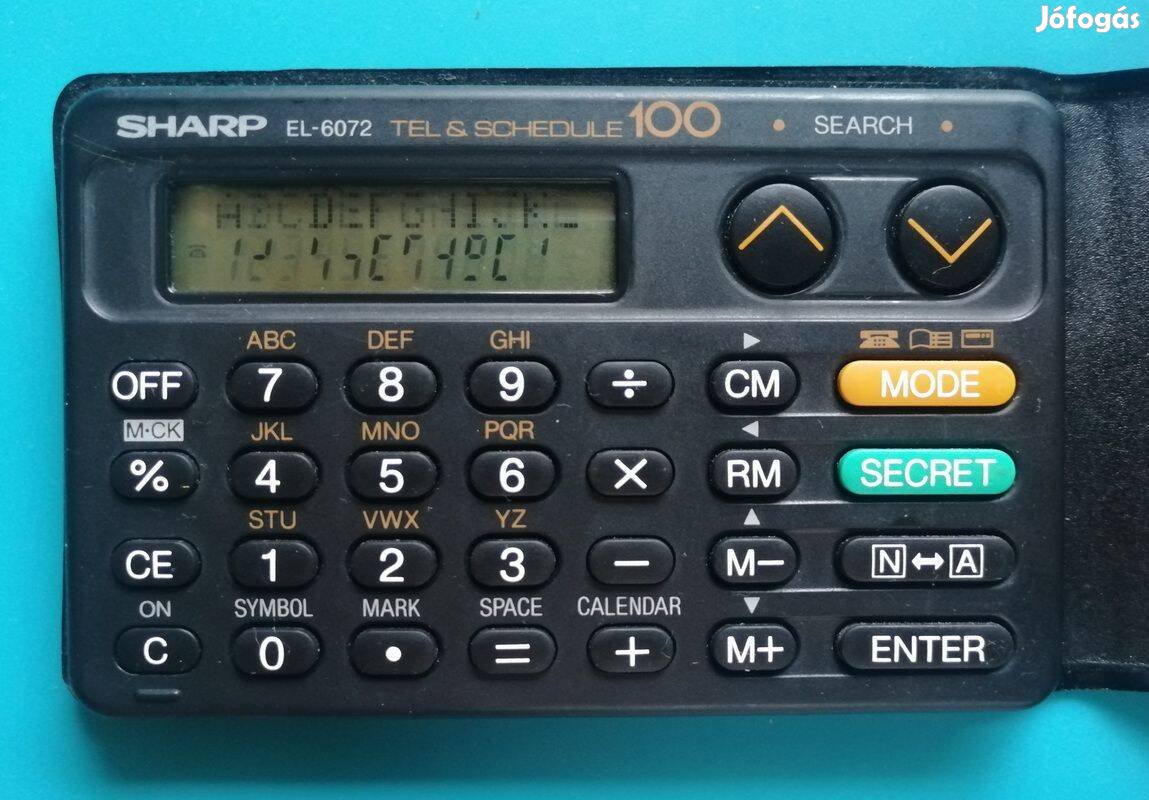 Jófogás
SHARP EL-6072 TEL & SCHEDULE 100 • SEARCH •
ABCDEFGHIJKL_
ABC DEF GHI ▶
OFF 7 8 9 ÷ CM MODE
M·CK JKL MNO PQR ◀
% 4 5 6 × RM SECRET
STU VWX YZ ▲
CE 1 2 3 − M− N↔A
ON SYMBOL MARK SPACE CALENDAR ▼
C 0 • = + M+ ENTER